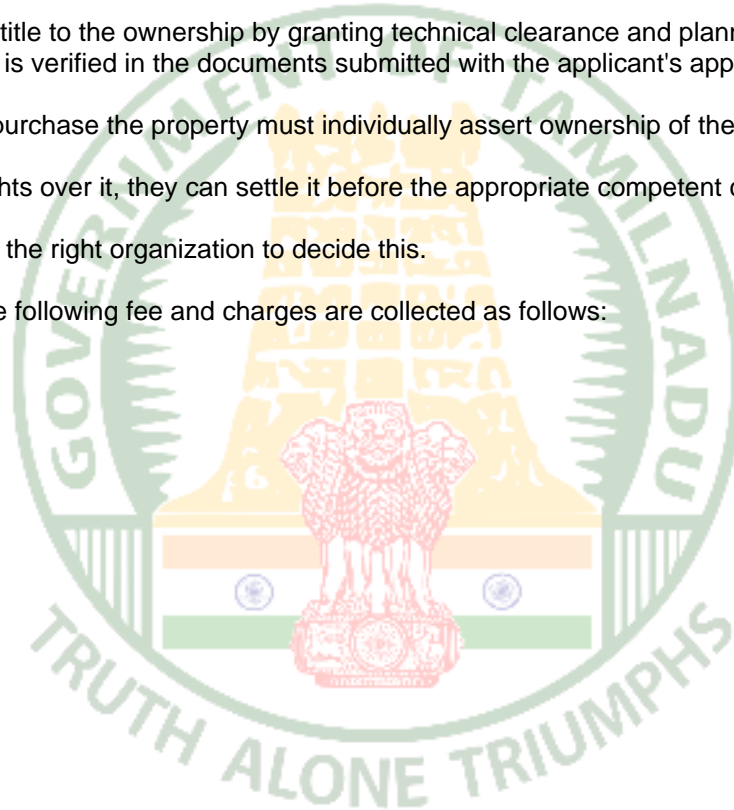 title to the ownership by granting technical clearance and plann
is verified in the documents submitted with the applicant's app
ourchase the property must individually assert ownership of the
hts over it, they can settle it before the appropriate competent
the right organization to decide this.
e following fee and charges are collected as follows:
GOVERNMENT OF TAMILNADU
TRUTH ALONE TRIUMPHS